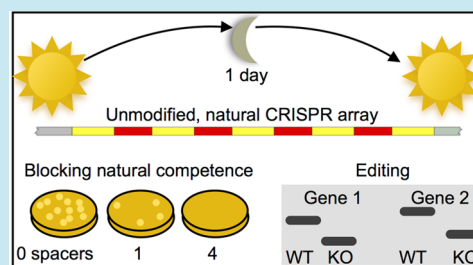 1 day
Unmodified, natural CRISPR array
Blocking natural competence
Editing
Gene 1 Gene 2
0 spacers 1 4
WT KO WT KO